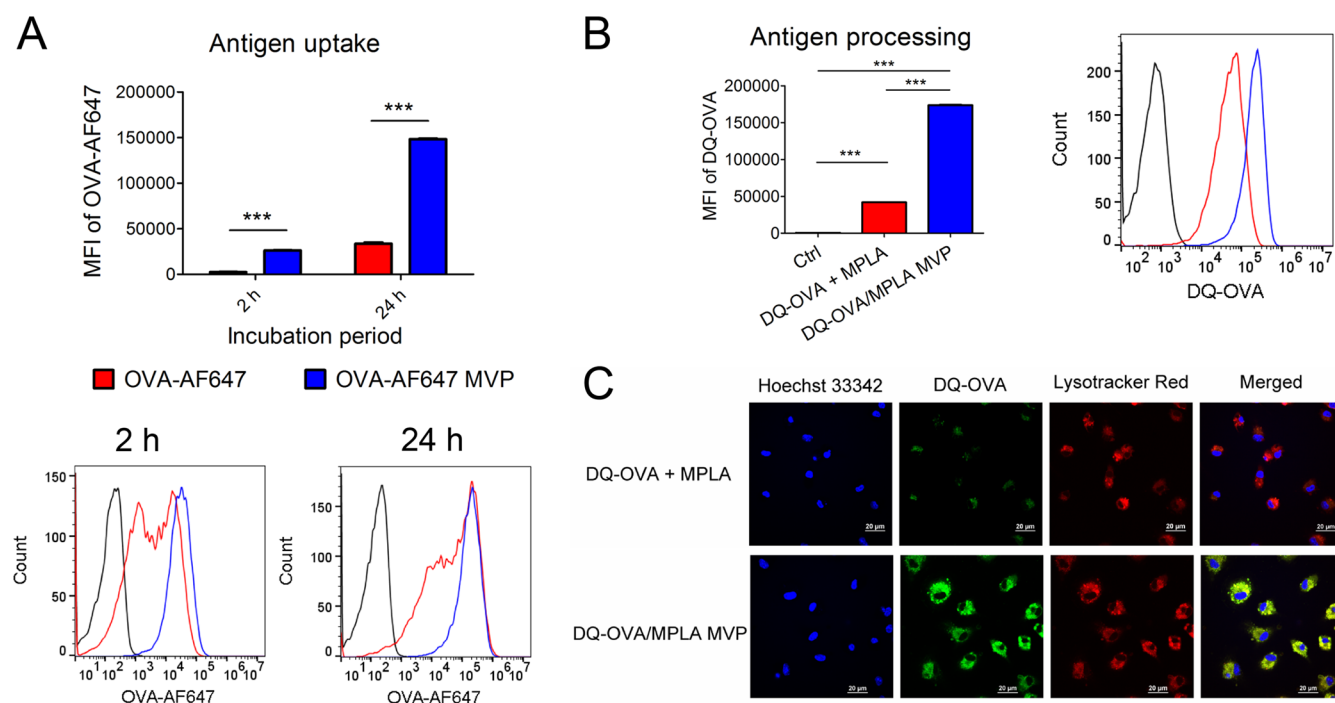 A
Antigen uptake
MFI of OVA-AF647
200000
150000
100000
50000
0
***
***
2 h
24 h
Incubation period
OVA-AF647
OVA-AF647 MVP
2 h
Count
150
100
50
0
10^1 10^2 10^3 10^4 10^5 10^6 10^7
OVA-AF647
24 h
Count
150
100
50
0
10^1 10^2 10^3 10^4 10^5 10^6 10^7
OVA-AF647
B
Antigen processing
MFI of DQ-OVA
200000
150000
100000
50000
0
***
***
***
Ctrl
DQ-OVA + MPLA
DQ-OVA/MPLA MVP
Count
200
150
100
50
0
10^2 10^3 10^4 10^5 10^6 10^7
DQ-OVA
C
Hoechst 33342
DQ-OVA
Lysotracker Red
Merged
DQ-OVA + MPLA
20 µm
20 µm
20 µm
20 µm
DQ-OVA/MPLA MVP
20 µm
20 µm
20 µm
20 µm